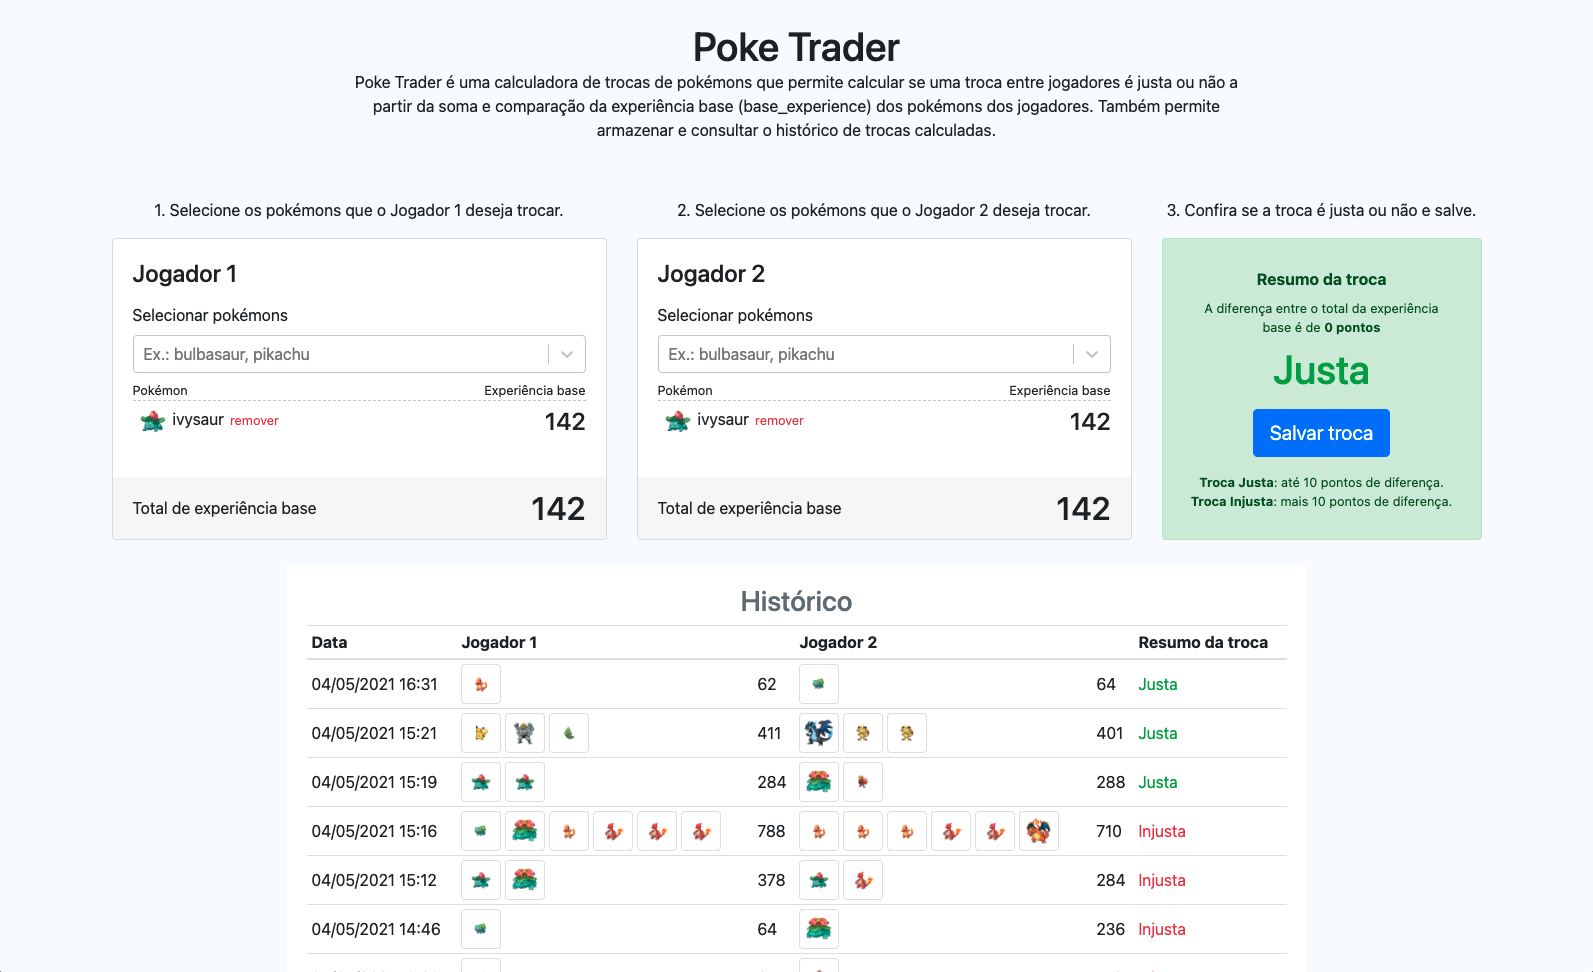 Poke Trader
Poke Trader é uma calculadora de trocas de pokémons que permite calcular se uma troca entre jogadores é justa ou não a
partir da soma e comparação da experiência base (base_experience) dos pokémons dos jogadores. Também permite
armazenar e consultar o histórico de trocas calculadas.
1. Selecione os pokémons que o Jogador 1 deseja trocar.
Jogador 1
Selecionar pokémons
Ex.: bulbasaur, pikachu
Pokémon Experiência base
ivysaur remover 142
Total de experiência base 142
2. Selecione os pokémons que o Jogador 2 deseja trocar.
Jogador 2
Selecionar pokémons
Ex.: bulbasaur, pikachu
Pokémon Experiência base
ivysaur remover 142
Total de experiência base 142
3. Confira se a troca é justa ou não e salve.
Resumo da troca
A diferença entre o total da experiência
base é de 0 pontos
Justa
Salvar troca
Troca Justa: até 10 pontos de diferença.
Troca Injusta: mais 10 pontos de diferença.
Histórico
Data Jogador 1 Jogador 2 Resumo da troca
04/05/2021 16:31 62 64 Justa
04/05/2021 15:21 411 401 Justa
04/05/2021 15:19 284 288 Justa
04/05/2021 15:16 788 710 Injusta
04/05/2021 15:12 378 284 Injusta
04/05/2021 14:46 64 236 Injusta